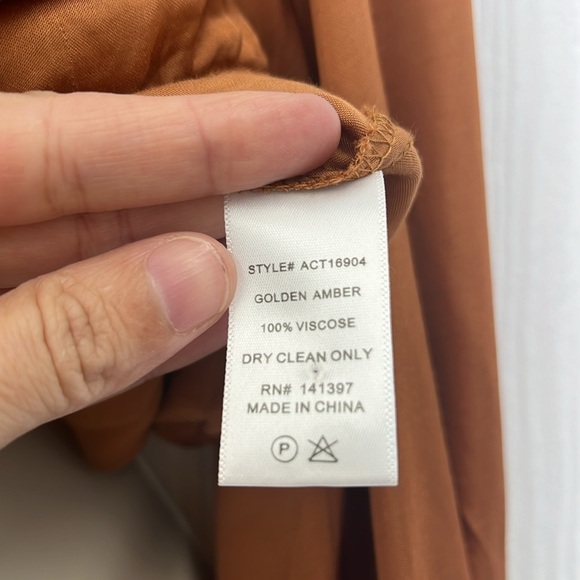 STYLE# ACT16904
GOLDEN AMBER
100% VISCOSE
DRY CLEAN ONLY
RN# 141397
MADE IN CHINA
P